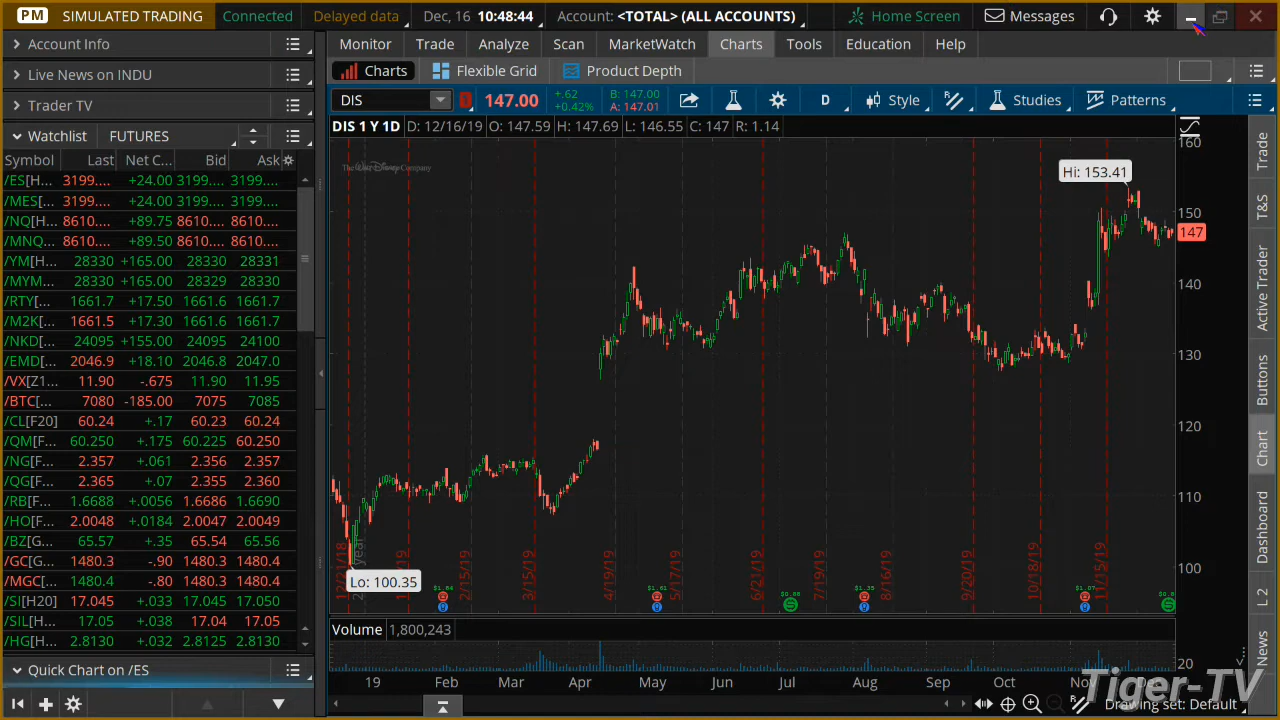 PM SIMULATED TRADING Connected Delayed data Dec, 16 10:48:44 Account: <TOTAL> (ALL ACCOUNTS) Home Screen Messages
Account Info
Live News on INDU
Trader TV
Watchlist FUTURES
Symbol Last Net C... Bid Ask
/ES[H... 3199.... +24.00 3199.... 3199....
/MES[... 3199.... +24.00 3199.... 3199....
/NQ[H... 8610.... +89.75 8610.... 8610....
/MNQ... 8610.... +89.50 8610.... 8610....
/YM[H... 28330 +165.00 28330 28331
/MYM... 28330 +165.00 28329 28330
/RTY[... 1661.7 +17.50 1661.6 1661.7
/M2K[... 1661.5 +17.30 1661.6 1661.7
/NKD[... 24095 +155.00 24095 24100
/EMD[... 2046.9 +18.10 2046.8 2047.0
/VX[Z1... 11.90 -.675 11.90 11.95
/BTC[... 7080 -185.00 7075 7085
/CL[F20] 60.24 +.17 60.23 60.24
/QM[F... 60.250 +.175 60.225 60.250
/NG[F... 2.357 +.061 2.356 2.357
/QG[F... 2.365 +.07 2.355 2.360
/RB[F... 1.6688 +.0056 1.6686 1.6690
/HO[F... 2.0048 +.0184 2.0047 2.0049
/BZ[G... 65.57 +.35 65.54 65.56
/GC[G... 1480.3 -.90 1480.3 1480.4
/MGC[... 1480.4 -.80 1480.3 1480.4
/SI[H20] 17.045 +.033 17.045 17.050
/SIL[H... 17.05 +.038 17.04 17.05
/HG[H... 2.8130 +.032 2.8125 2.8130
Quick Chart on /ES
Monitor Trade Analyze Scan MarketWatch Charts Tools Education Help
Charts Flexible Grid Product Depth
DIS 147.00 +.62 B: 147.00 D Style Studies Patterns
+0.42% A: 147.01
DIS 1 Y 1D D: 12/16/19 O: 147.59 H: 147.69 L: 146.55 C: 147 R: 1.14
The Walt Disney Company
Hi: 153.41
Lo: 100.35
160
150
147
140
130
120
110
100
12/21/18 1/18/19 2/15/19 3/15/19 4/19/19 5/17/19 6/21/19 7/19/19 8/16/19 9/20/19 10/18/19 11/15/19
Volume 1,800,243
20
19 Feb Mar Apr May Jun Jul Aug Sep Oct Nov Dec
Tiger-TV
Drawing set: Default
Trade
T&S
Active Trader
Buttons
Chart
Dashboard
L 2
News